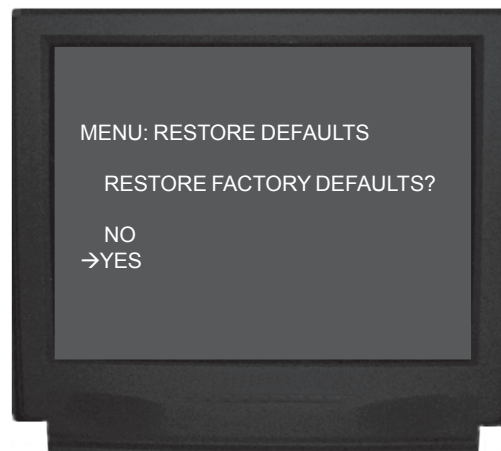 MENU: RESTORE DEFAULTS
RESTORE FACTORY DEFAULTS?
NO
→YES